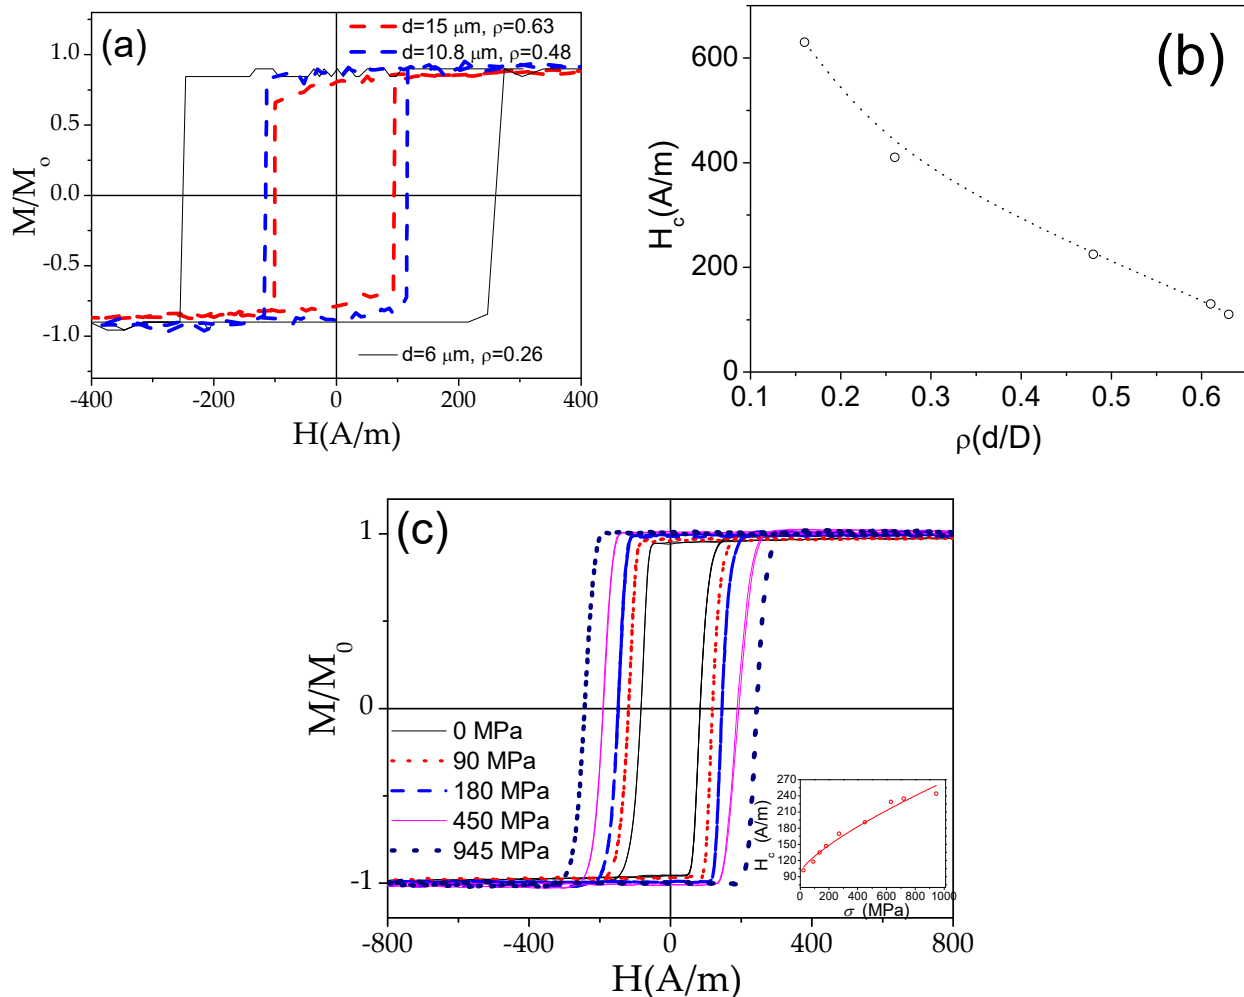 (a)
d=15 μm, ρ=0.63
d=10.8 μm, ρ=0.48
1.0
0.5
0.0
-0.5
-1.0
M/Mo
d=6 μm, ρ=0.26
-400 -200 0 200 400
H(A/m)
(b)
600
400
200
0
Hc(A/m)
0.1 0.2 0.3 0.4 0.5 0.6
ρ(d/D)
(c)
1
0
-1
M/M0
0 MPa
90 MPa
180 MPa
450 MPa
945 MPa
270
240
210
180
150
120
90
Hc (A/m)
0 200 400 600 800 1000
σ (MPa)
-800 -400 0 400 800
H(A/m)